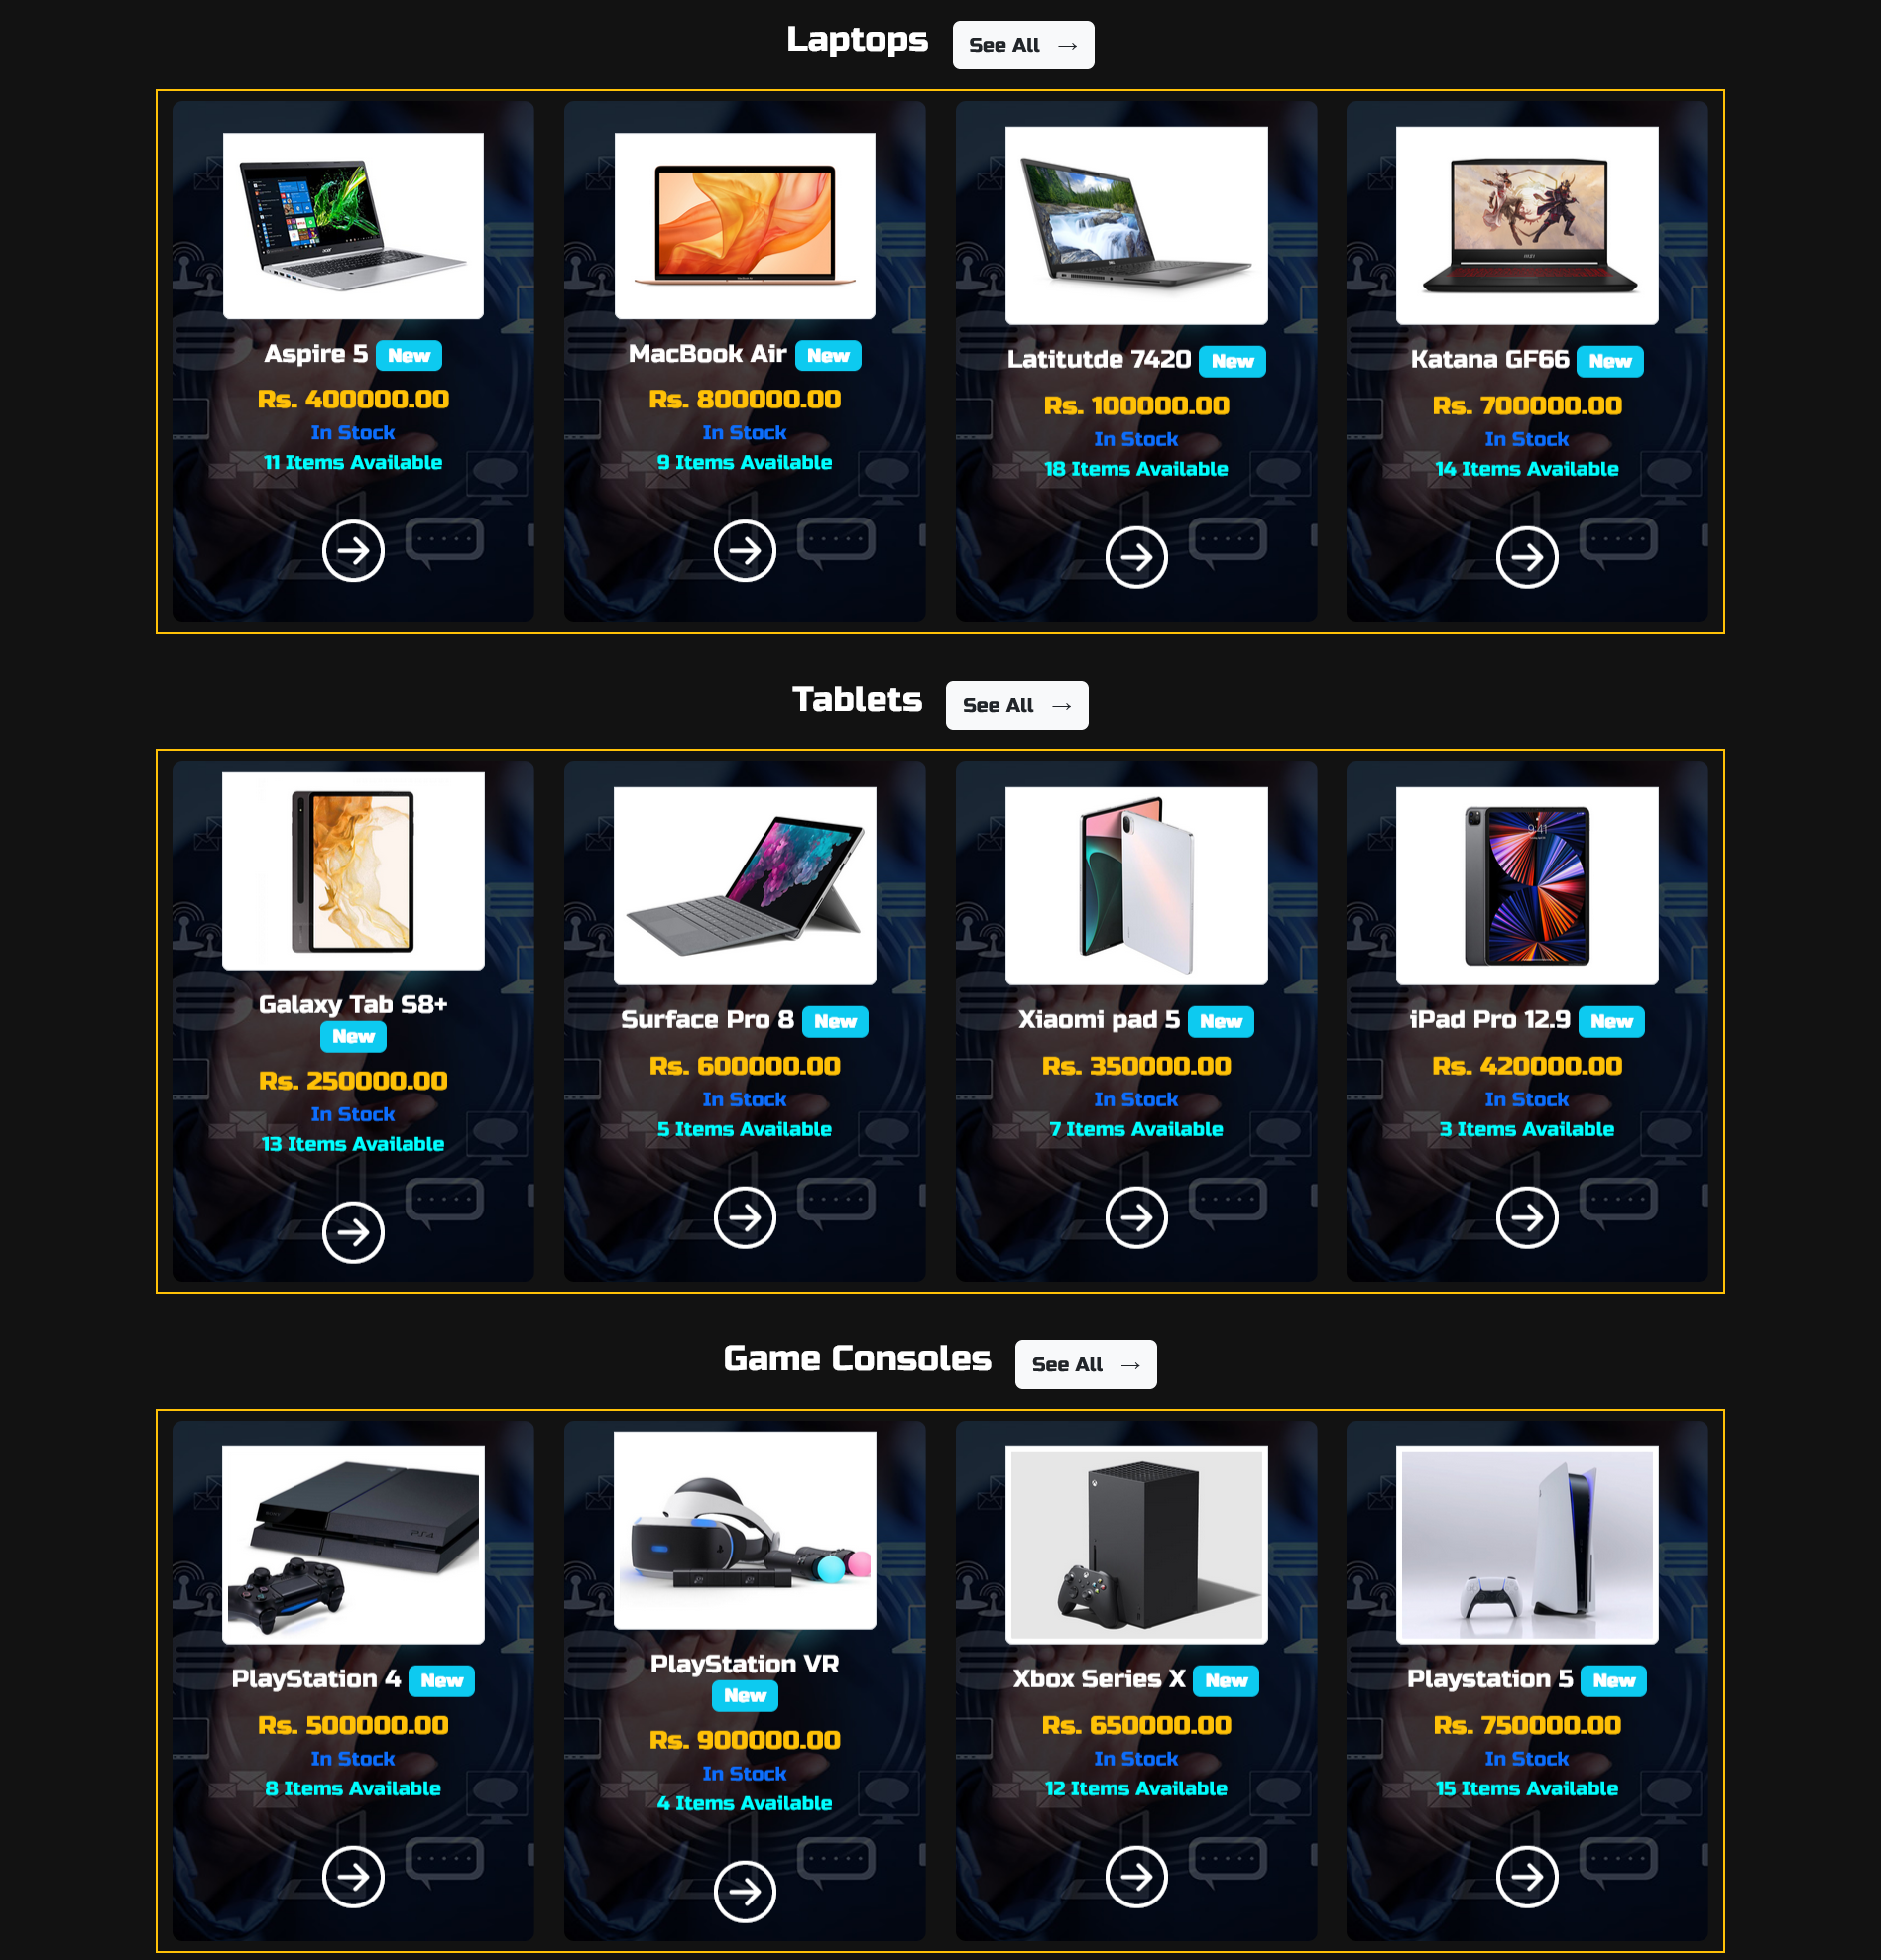 Laptops See All →
Aspire 5 New
Rs. 400000.00
In Stock
11 Items Available
MacBook Air New
Rs. 800000.00
In Stock
9 Items Available
Latitutde 7420 New
Rs. 100000.00
In Stock
18 Items Available
Katana GF66 New
Rs. 700000.00
In Stock
14 Items Available
Tablets See All →
Galaxy Tab S8+
New
Rs. 250000.00
In Stock
13 Items Available
Surface Pro 8 New
Rs. 600000.00
In Stock
5 Items Available
Xiaomi pad 5 New
Rs. 350000.00
In Stock
7 Items Available
9:41
iPad Pro 12.9 New
Rs. 420000.00
In Stock
3 Items Available
Game Consoles See All →
PS4
PlayStation 4 New
Rs. 500000.00
In Stock
8 Items Available
PlayStation VR
New
Rs. 900000.00
In Stock
4 Items Available
Xbox Series X New
Rs. 650000.00
In Stock
12 Items Available
Playstation 5 New
Rs. 750000.00
In Stock
15 Items Available